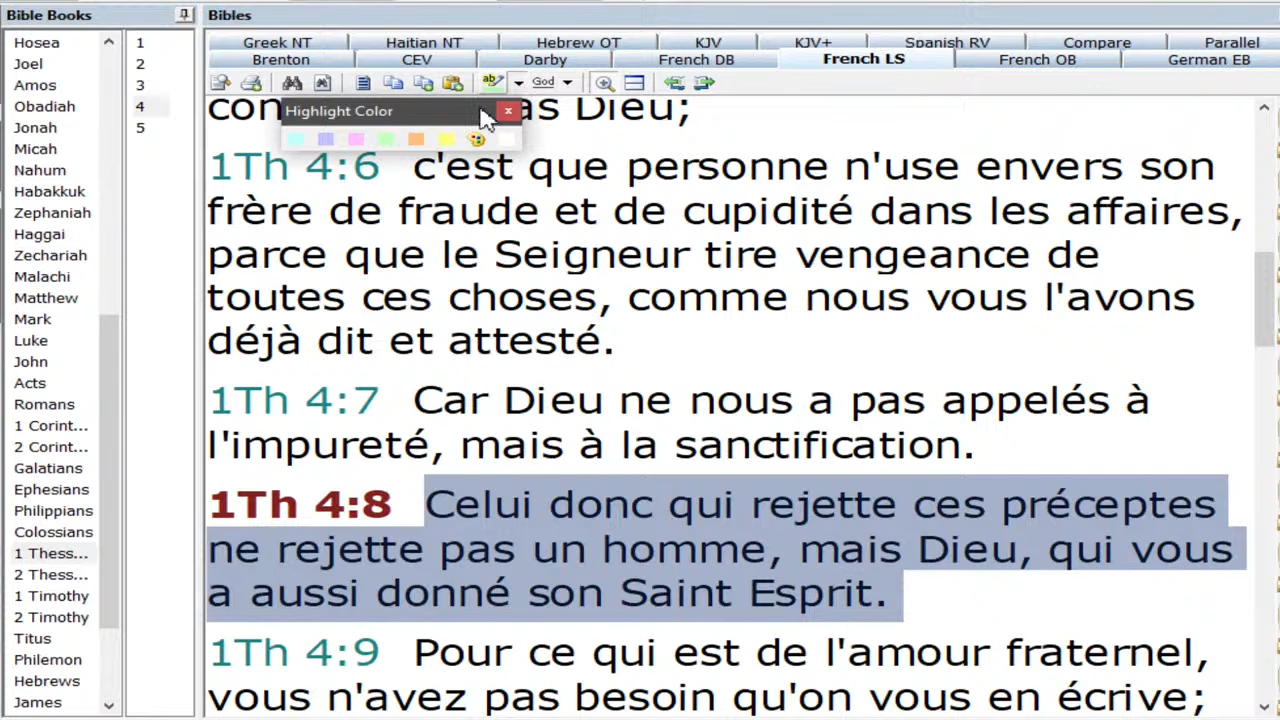 Bible Books
Hosea
Joel
Amos
Obadiah
Jonah
Micah
Nahum
Habakkuk
Zephaniah
Haggai
Zechariah
Malachi
Matthew
Mark
Luke
John
Acts
Romans
1 Corint...
2 Corint...
Galatians
Ephesians
Philippians
Colossians
1 Thess...
2 Thess...
1 Timothy
2 Timothy
Titus
Philemon
Hebrews
James
1
2
3
4
5
Bibles
Greek NT Haitian NT Hebrew OT KJV KJV+ Spanish RV Compare Parallel
Brenton CEV Darby French DB French LS French OB German EB
ab God
Highlight Color
as Dieu;
1Th 4:6 c'est que personne n'use envers son
frère de fraude et de cupidité dans les affaires,
parce que le Seigneur tire vengeance de
toutes ces choses, comme nous vous l'avons
déjà dit et attesté.
1Th 4:7 Car Dieu ne nous a pas appelés à
l'impureté, mais à la sanctification.
1Th 4:8 Celui donc qui rejette ces préceptes
ne rejette pas un homme, mais Dieu, qui vous
a aussi donné son Saint Esprit.
1Th 4:9 Pour ce qui est de l'amour fraternel,
vous n'avez pas besoin qu'on vous en écrive;